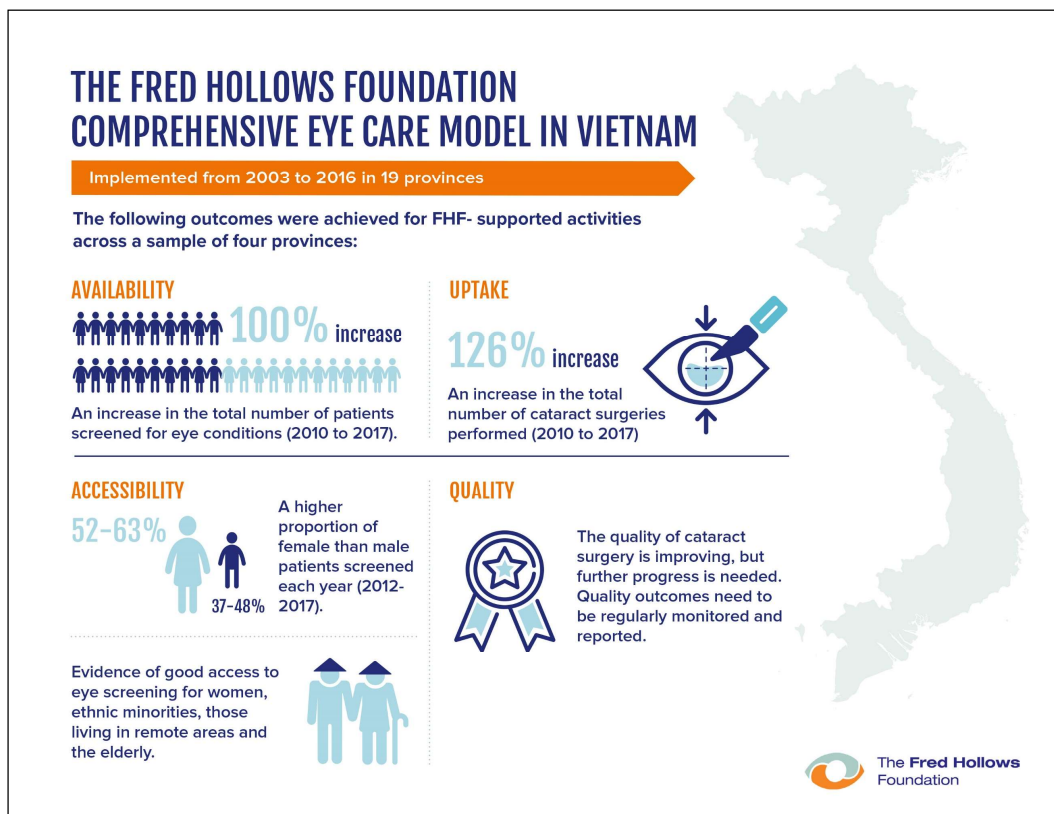 THE FRED HOLLOWS FOUNDATION
COMPREHENSIVE EYE CARE MODEL IN VIETNAM
Implemented from 2003 to 2016 in 19 provinces
The following outcomes were achieved for FHF- supported activities
across a sample of four provinces:
AVAILABILITY
100% increase
An increase in the total number of patients
screened for eye conditions (2010 to 2017).
UPTAKE
126% increase
An increase in the total
number of cataract surgeries
performed (2010 to 2017)
ACCESSIBILITY
52–63%
37–48%
A higher
proportion of
female than male
patients screened
each year (2012-
2017).
Evidence of good access to
eye screening for women,
ethnic minorities, those
living in remote areas and
the elderly.
QUALITY
The quality of cataract
surgery is improving, but
further progress is needed.
Quality outcomes need to
be regularly monitored and
reported.
The Fred Hollows
Foundation